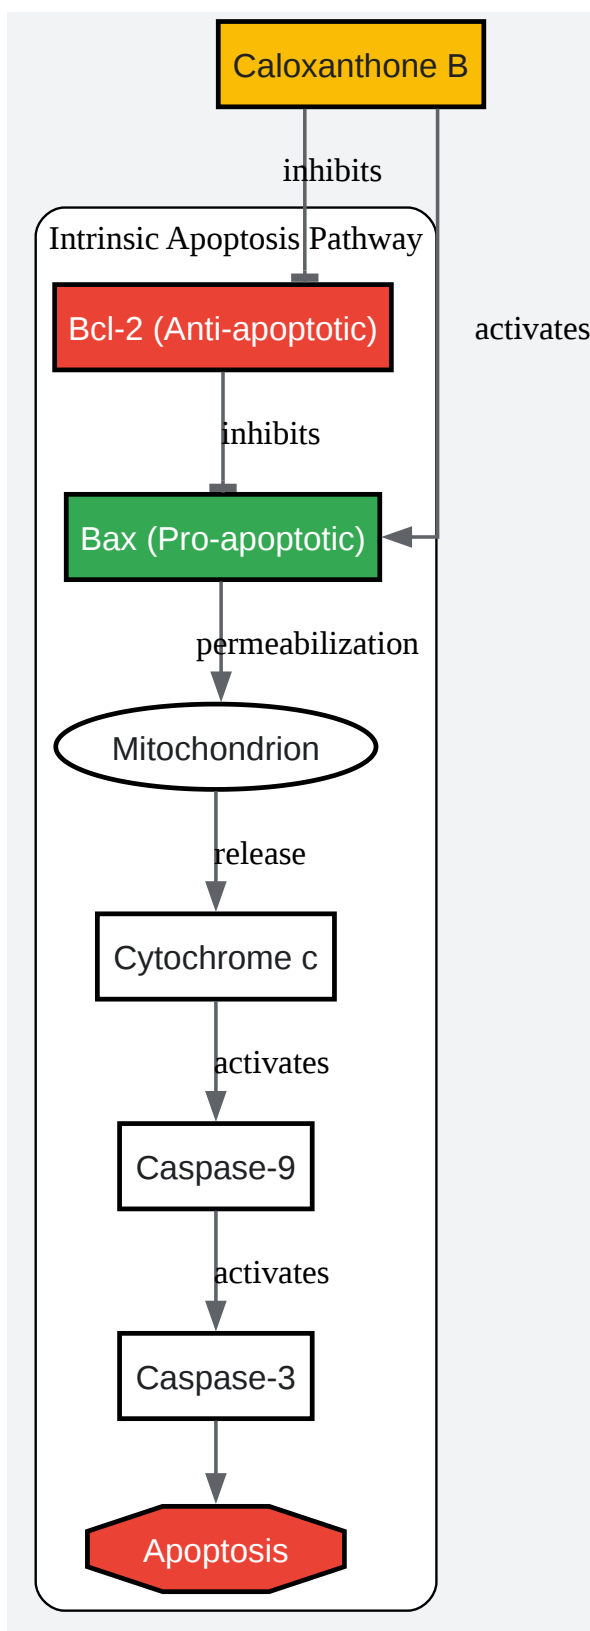 Caloxanthone B
inhibits
Intrinsic Apoptosis Pathway
Bcl-2 (Anti-apoptotic)
activates
inhibits
Bax (Pro-apoptotic)
permeabilization
Mitochondrion
release
Cytochrome c
activates
Caspase-9
activates
Caspase-3
Apoptosis